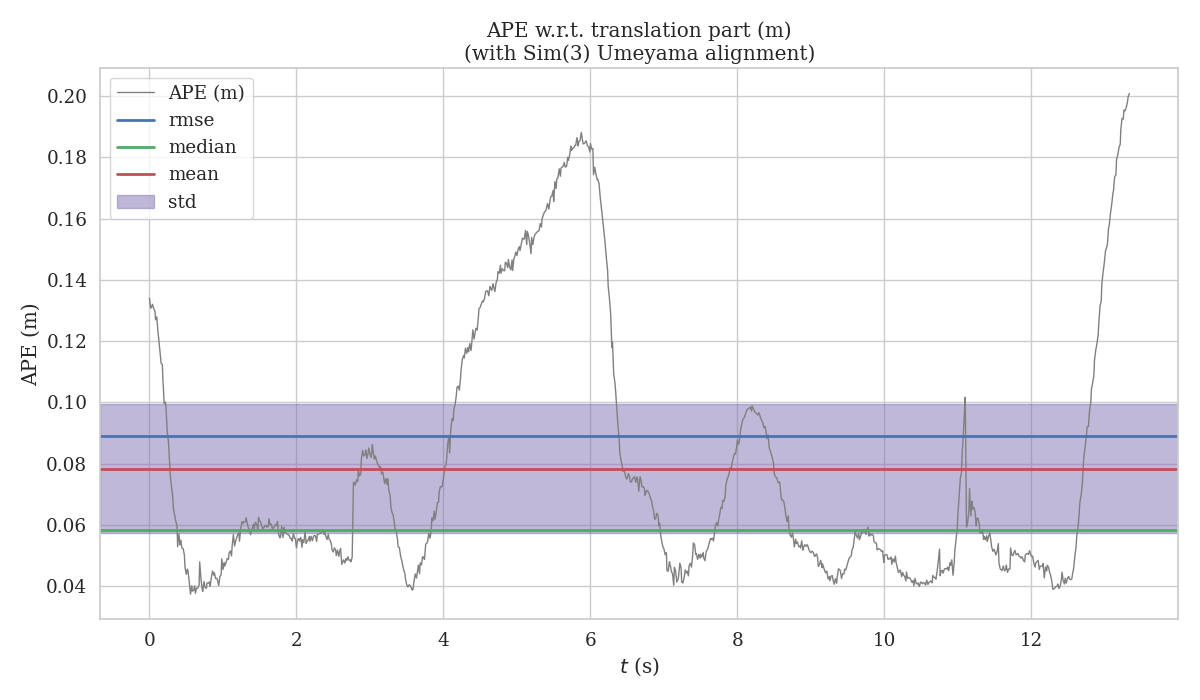 APE w.r.t. translation part (m)
(with Sim(3) Umeyama alignment)
APE (m)
rmse
median
mean
std
0.20
0.18
0.16
0.14
0.12
0.10
0.08
0.06
0.04
APE (m)
0
2
4
6
8
10
12
t (s)